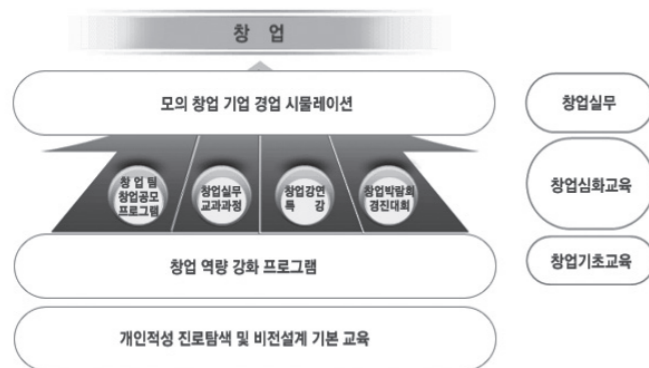 창 업
모의 창업 기업 경업 시물레이션
창업실무
창 업 팀
창업공모
프로그램
창업실무
교과과정
창업강연
특 강
창업박람회
경진대회
창업심화교육
창업 역량 강화 프로그램
창업기초교육
개인적성 진로탐색 및 비전설계 기본 교육